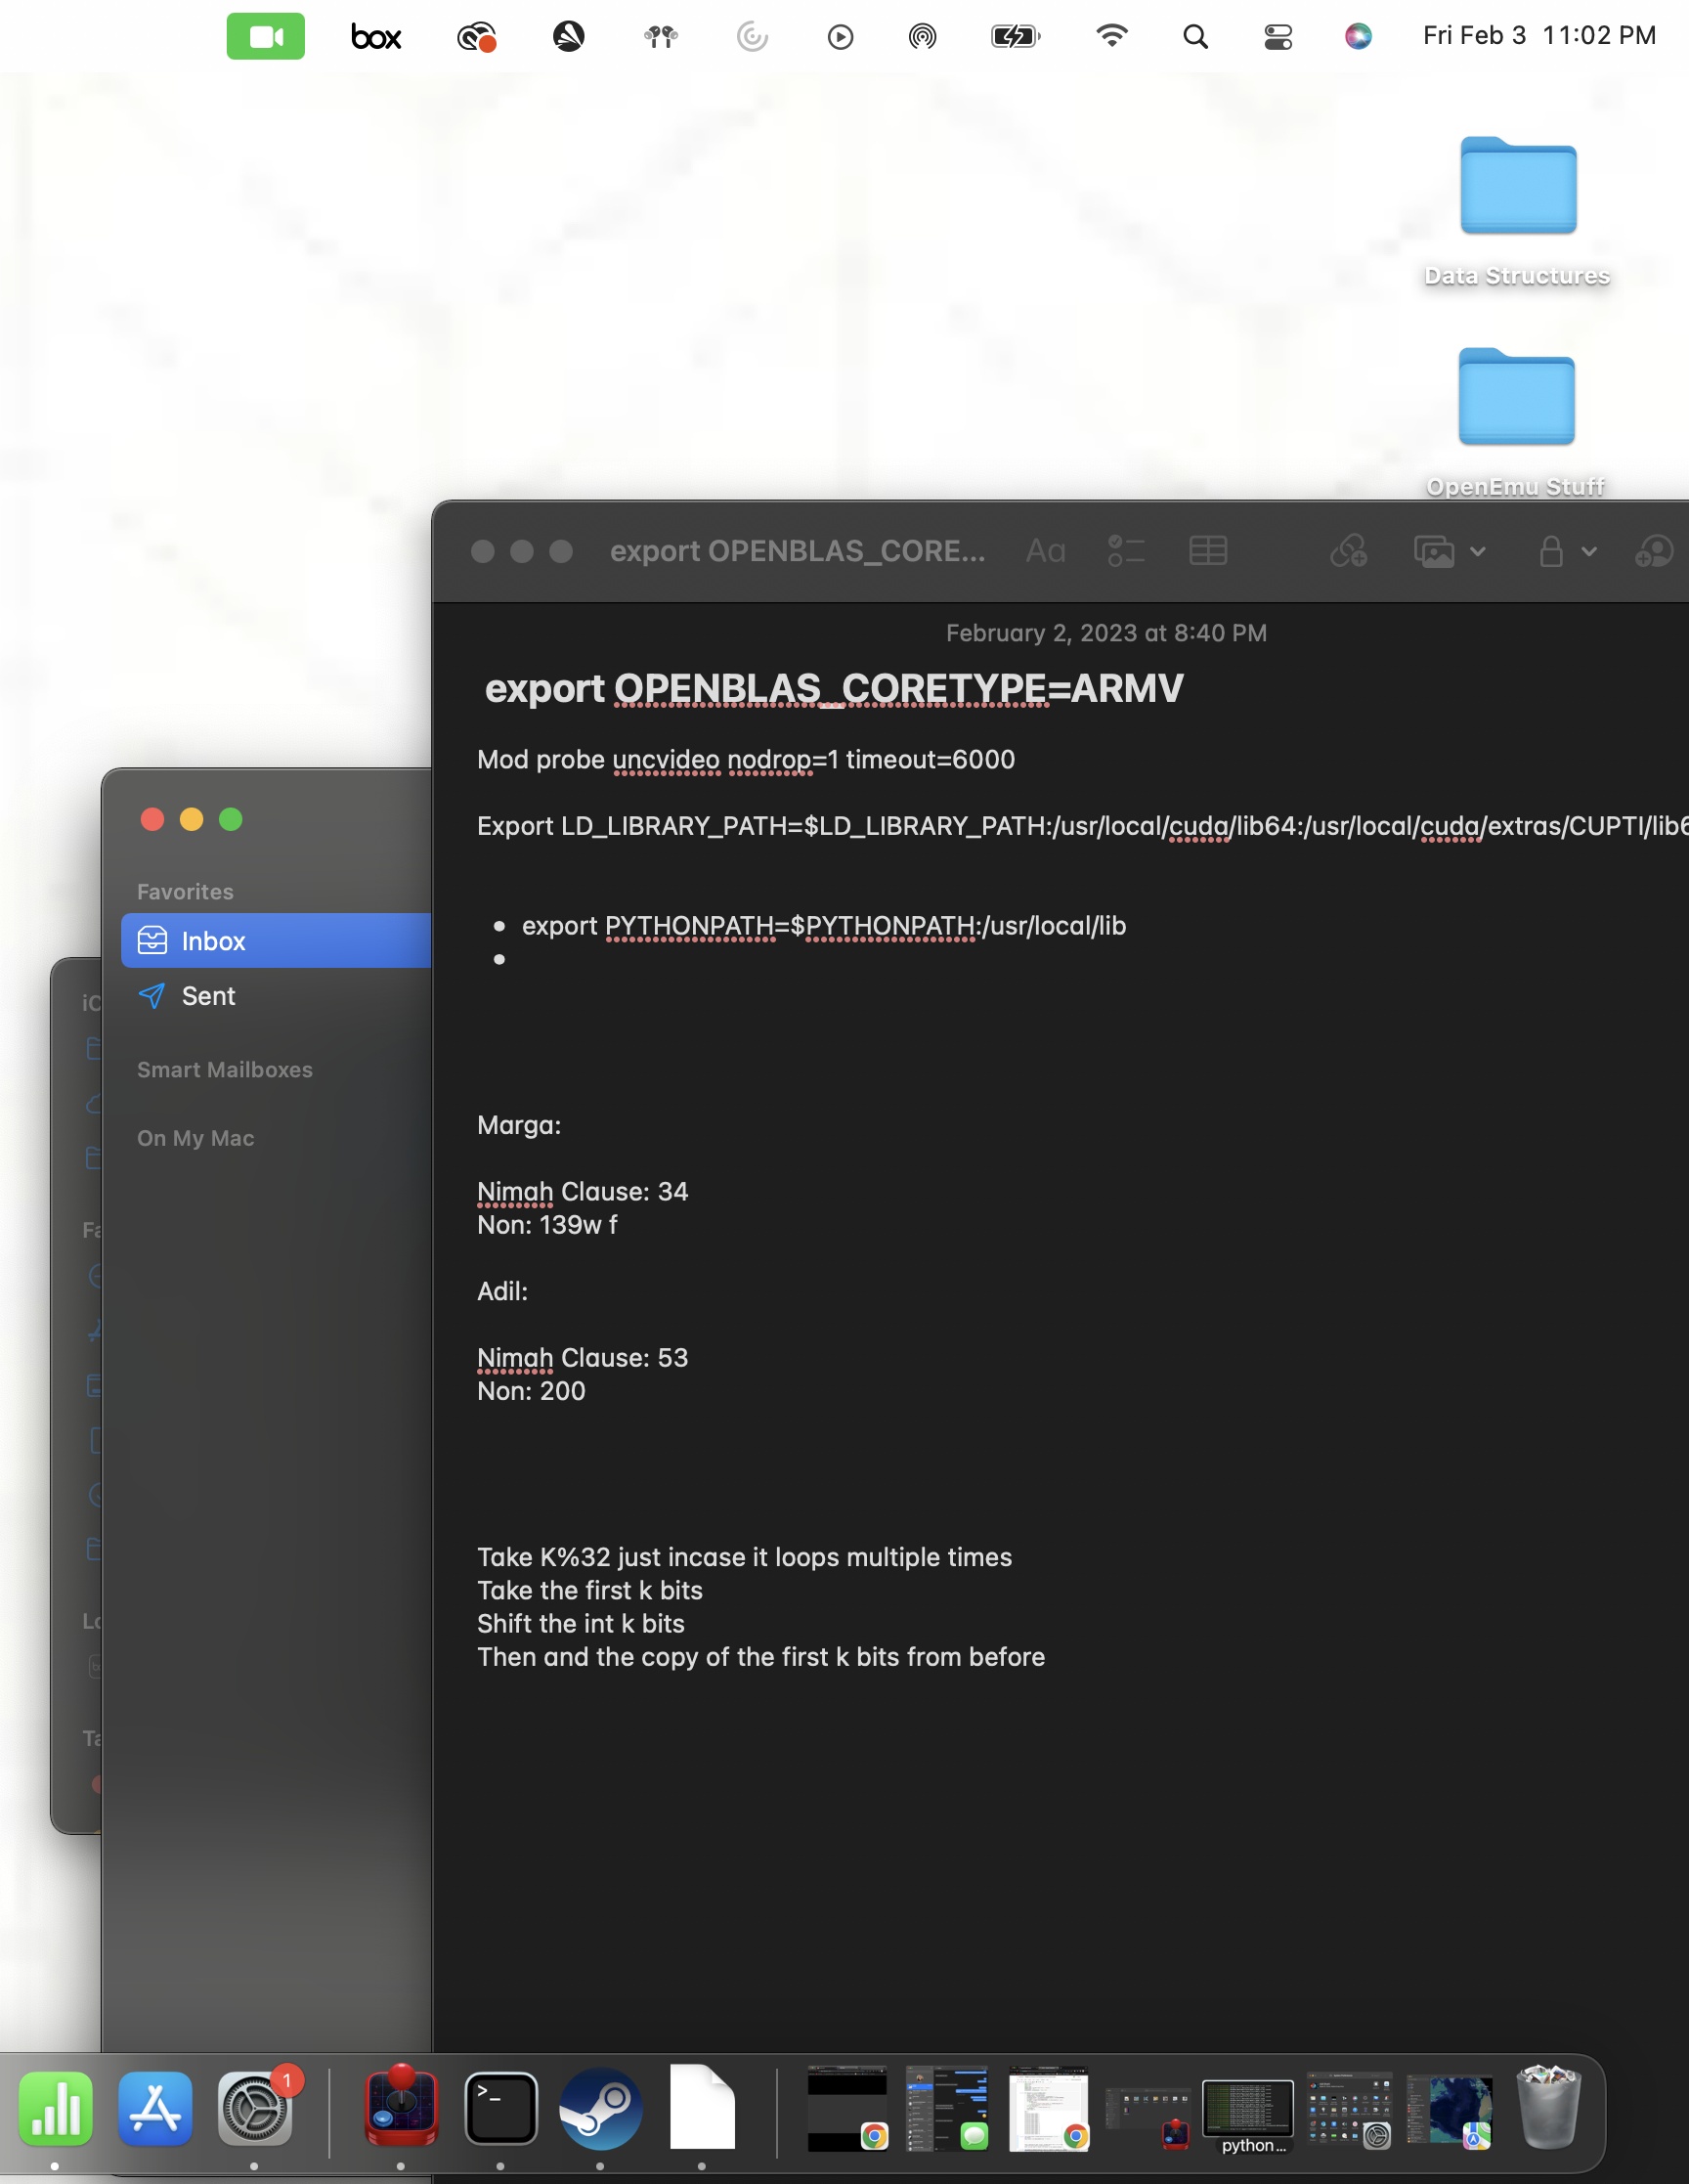 box
Fri Feb 3 11:02 PM
Data Structures
OpenEmu Stuff
export OPENBLAS_CORE...
Aa
February 2, 2023 at 8:40 PM
export OPENBLAS_CORETYPE=ARMV
Mod probe uncvideo nodrop=1 timeout=6000
Export LD_LIBRARY_PATH=$LD_LIBRARY_PATH:/usr/local/cuda/lib64:/usr/local/cuda/extras/CUPTI/lib6
• export PYTHONPATH=$PYTHONPATH:/usr/local/lib
•
Marga:
Nimah Clause: 34
Non: 139w f
Adil:
Nimah Clause: 53
Non: 200
Take K%32 just incase it loops multiple times
Take the first k bits
Shift the int k bits
Then and the copy of the first k bits from before
Favorites
Inbox
Sent
Smart Mailboxes
On My Mac
iC
Fa
Lo
Ta
1
>_
python...